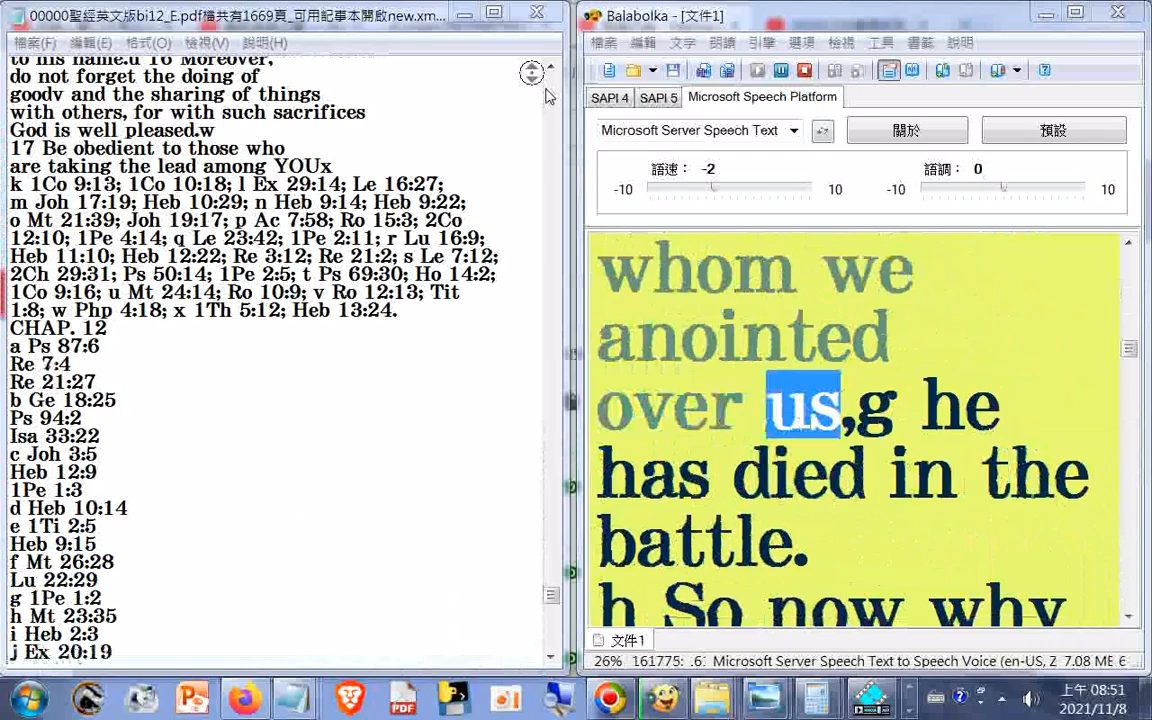 00000聖經英文版bi12_E.pdf檔共有1669頁_可用記事本開啟new.xm...
檔案(F) 編輯(E) 格式(O) 檢視(V) 說明(H)
to his name.u 16 Moreover,
do not forget the doing of
goodv and the sharing of things
with others, for with such sacrifices
God is well pleased.w
17 Be obedient to those who
are taking the lead among YOUx
k 1Co 9:13; 1Co 10:18; l Ex 29:14; Le 16:27;
m Joh 17:19; Heb 10:29; n Heb 9:14; Heb 9:22;
o Mt 21:39; Joh 19:17; p Ac 7:58; Ro 15:3; 2Co
12:10; 1Pe 4:14; q Le 23:42; 1Pe 2:11; r Lu 16:9;
Heb 11:10; Heb 12:22; Re 3:12; Re 21:2; s Le 7:12;
2Ch 29:31; Ps 50:14; 1Pe 2:5; t Ps 69:30; Ho 14:2;
1Co 9:16; u Mt 24:14; Ro 10:9; v Ro 12:13; Tit
1:8; w Php 4:18; x 1Th 5:12; Heb 13:24.
CHAP. 12
a Ps 87:6
Re 7:4
Re 21:27
b Ge 18:25
Ps 94:2
Isa 33:22
c Joh 3:5
Heb 12:9
1Pe 1:3
d Heb 10:14
e 1Ti 2:5
Heb 9:15
f Mt 26:28
Lu 22:29
g 1Pe 1:2
h Mt 23:35
i Heb 2:3
j Ex 20:19
Balabolka - [文件1]
檔案 編輯 文字 朗讀 引擎 選項 檢視 工具 書籤 說明
SAPI 4 SAPI 5 Microsoft Speech Platform
Microsoft Server Speech Text 關於 預設
語速： -2 語調： 0
-10 10 -10 10
whom we
anointed
over us,g he
has died in the
battle.
h So now why
文件1
26% 161775: .6: Microsoft Server Speech Text to Speech Voice (en-US, Z 7.08 ME 6
PDF
上午 08:51
2021/11/8